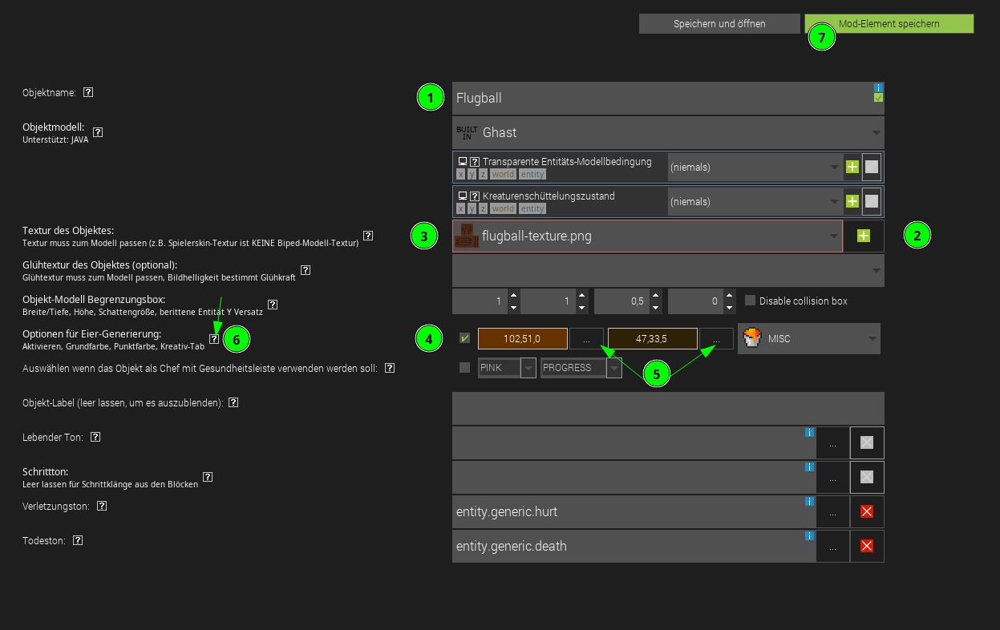 Speichern und öffnen
Mod-Element speichern
7
Objektname: ?
1
Flugball
i
Objektmodell: ?
Unterstützt: JAVA
BUILT IN
Ghast
? Transparente Entitäts-Modellbedingung
x y z world entity
(niemals)
? Kreaturenschüttelungszustand
x y z world entity
(niemals)
Textur des Objektes:
Textur muss zum Modell passen (z.B. Spielerskin-Textur ist KEINE Biped-Modell-Textur) ?
3
flugball-texture.png
2
Glühtextur des Objektes (optional):
Glühtextur muss zum Modell passen, Bildhelligkeit bestimmt Glühkraft ?
Objekt-Modell Begrenzungsbox:
Breite/Tiefe, Höhe, Schattengröße, berittene Entität Y Versatz ?
1 1 0,5 0 Disable collision box
Optionen für Eier-Generierung:
Aktivieren, Grundfarbe, Punktfarbe, Kreativ-Tab ?
6
4
102,51,0 ... 47,33,5 ... MISC
Auswählen wenn das Objekt als Chef mit Gesundheitsleiste verwenden werden soll: ?
PINK PROGRESS
5
Objekt-Label (leer lassen, um es auszublenden): ?
Lebender Ton: ?
i ...
Schrittton:
Leer lassen für Schrittklänge aus den Blöcken ?
i ...
Verletzungston: ?
entity.generic.hurt i ...
Todeston: ?
entity.generic.death i ...